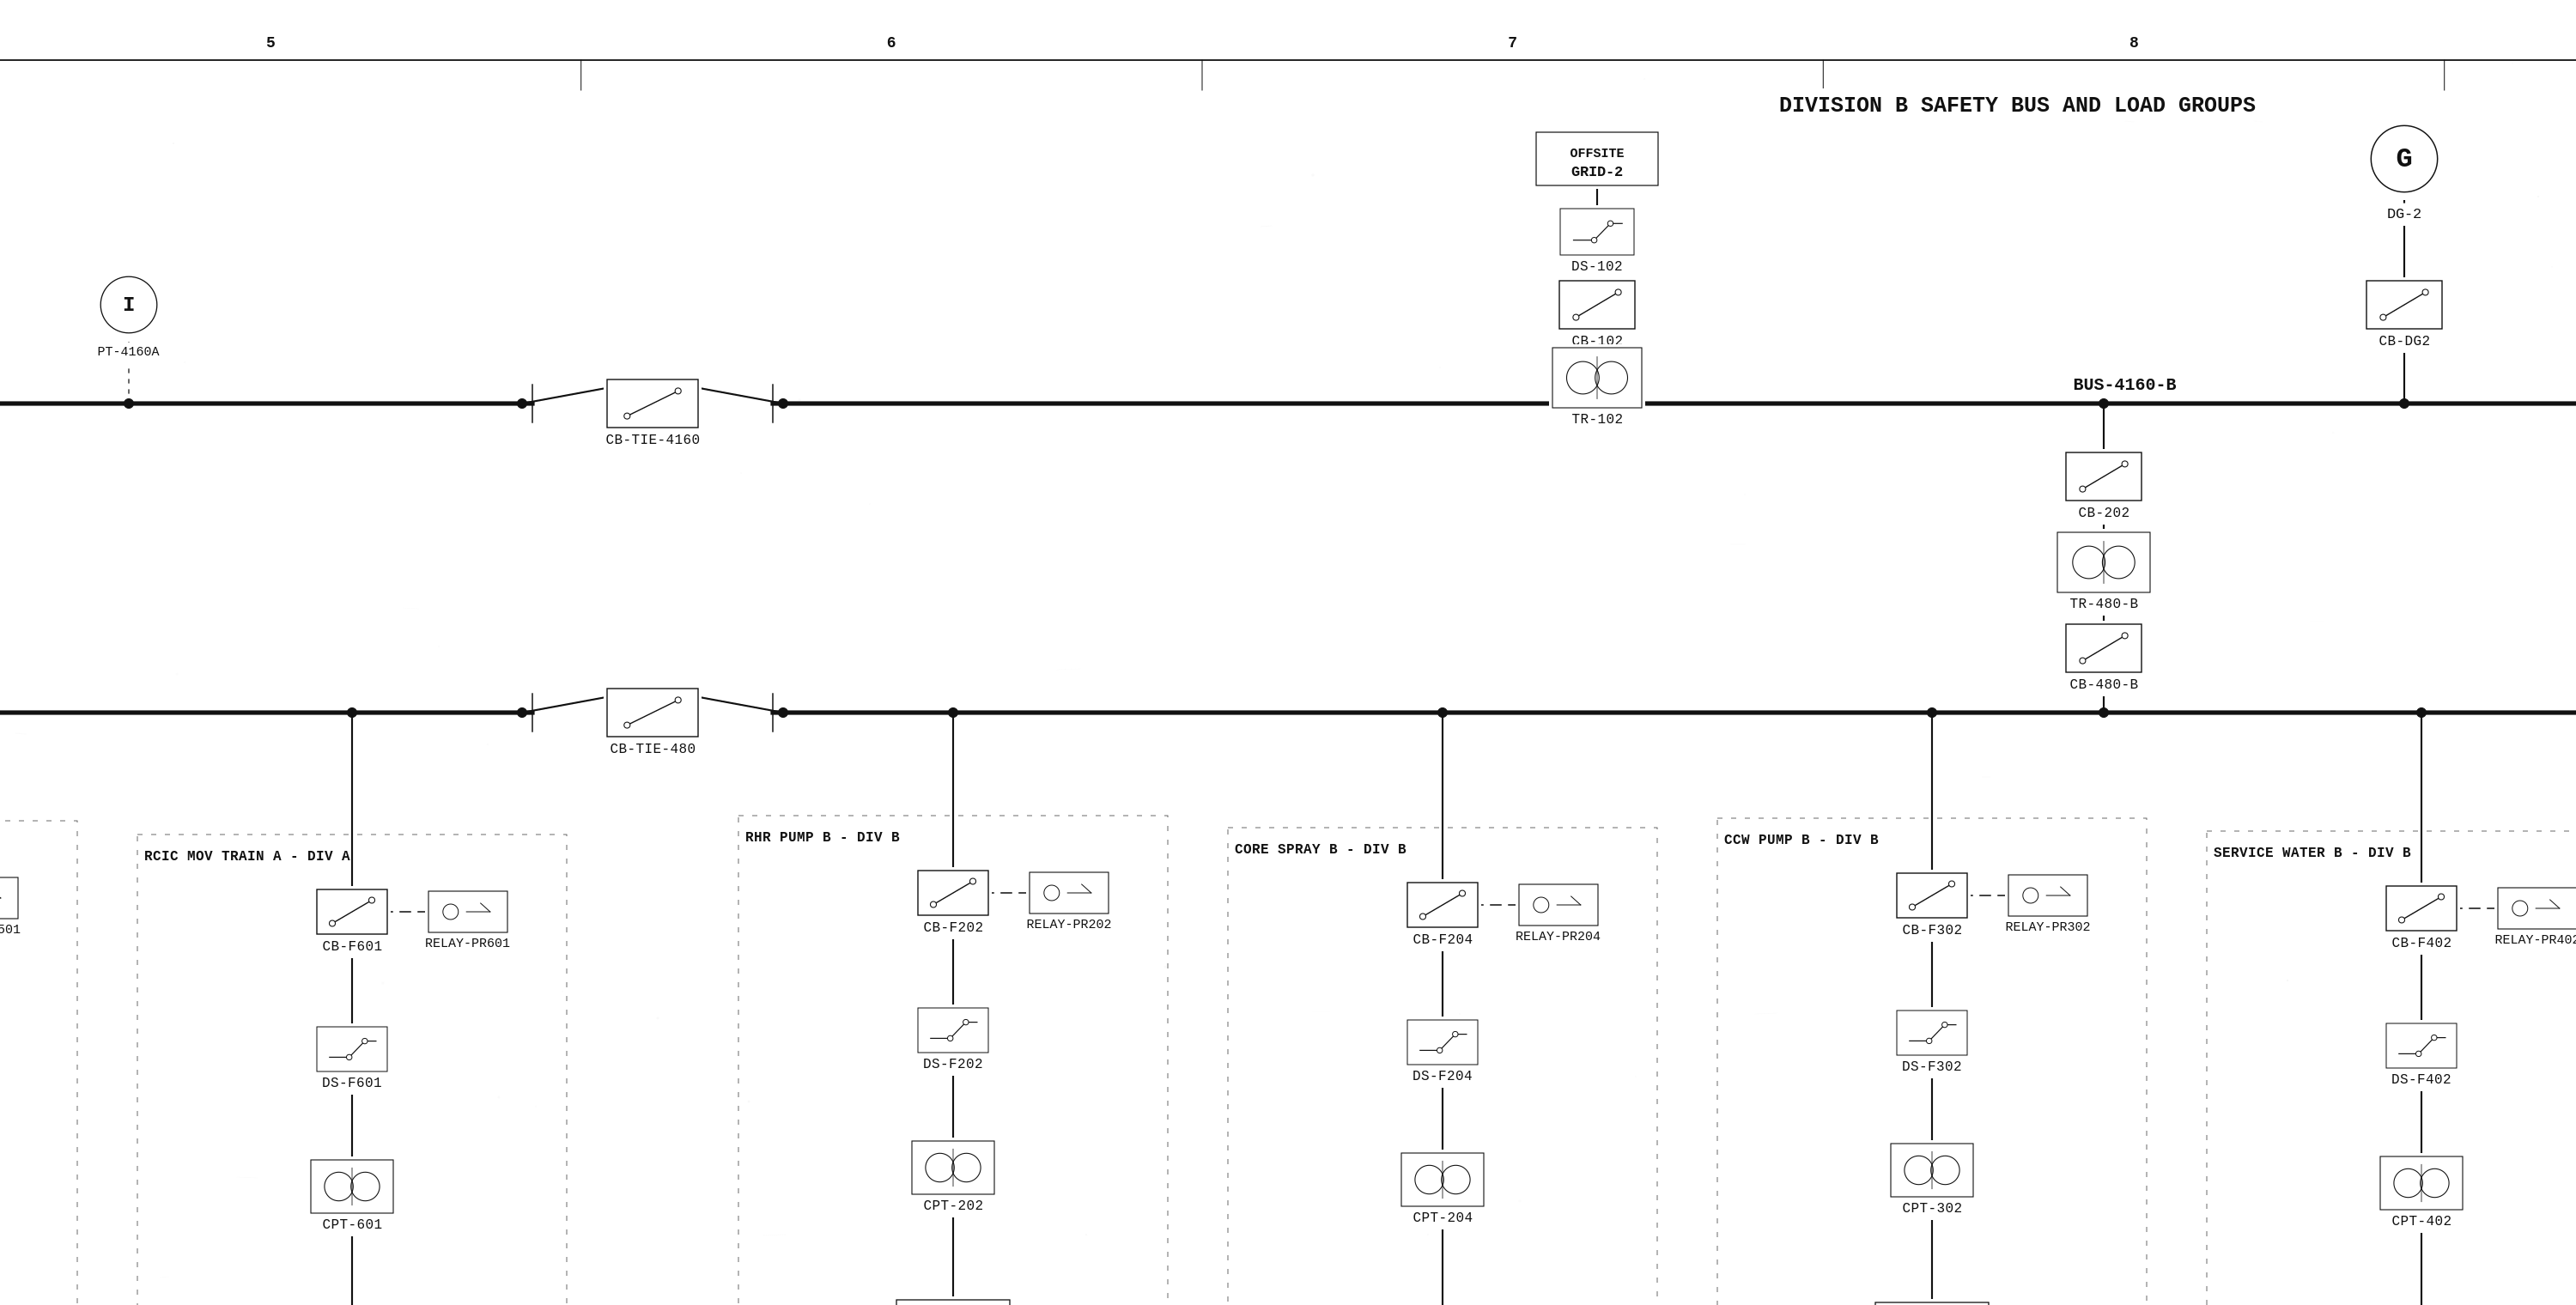 5 6 7 8
DIVISION B SAFETY BUS AND LOAD GROUPS
OFFSITE
GRID-2
G
DG-2
DS-102
I
PT-4160A
CB-102
CB-DG2
BUS-4160-B
TR-102
CB-TIE-4160
CB-202
TR-480-B
CB-480-B
CB-TIE-480
RCIC MOV TRAIN A - DIV A
RHR PUMP B - DIV B
CORE SPRAY B - DIV B
CCW PUMP B - DIV B
SERVICE WATER B - DIV B
601
CB-F601
RELAY-PR601
CB-F202
RELAY-PR202
CB-F204
RELAY-PR204
CB-F302
RELAY-PR302
CB-F402
RELAY-PR402
DS-F601
DS-F202
DS-F204
DS-F302
DS-F402
CPT-601
CPT-202
CPT-204
CPT-302
CPT-402